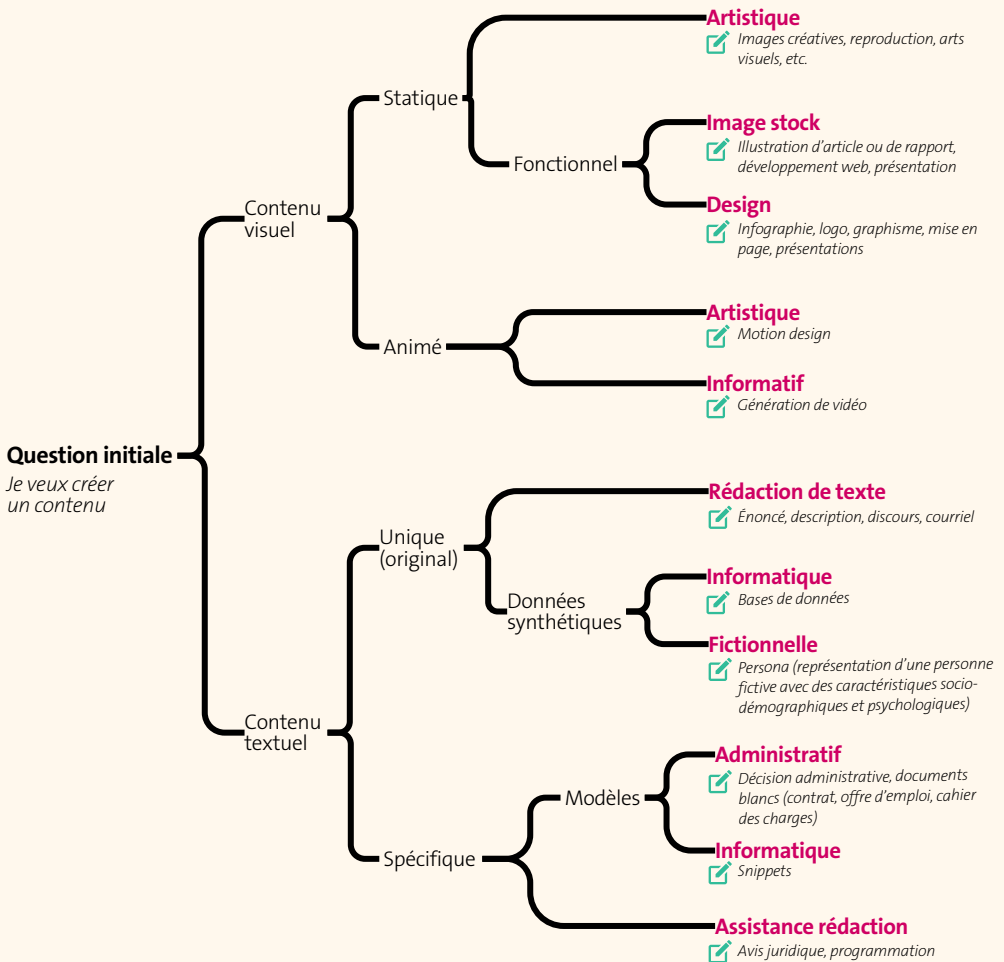 Question initiale
Je veux créer
un contenu
Contenu
visuel
Statique
Artistique
Images créatives, reproduction, arts
visuels, etc.
Fonctionnel
Image stock
Illustration d'article ou de rapport,
développement web, présentation
Design
Infographie, logo, graphisme, mise en
page, présentations
Animé
Artistique
Motion design
Informatif
Génération de vidéo
Contenu
textuel
Unique
(original)
Rédaction de texte
Énoncé, description, discours, courriel
Données
synthétiques
Informatique
Bases de données
Fictionnelle
Persona (représentation d'une personne
fictive avec des caractéristiques socio-
démographiques et psychologiques)
Spécifique
Modèles
Administratif
Décision administrative, documents
blancs (contrat, offre d'emploi, cahier
des charges)
Informatique
Snippets
Assistance rédaction
Avis juridique, programmation